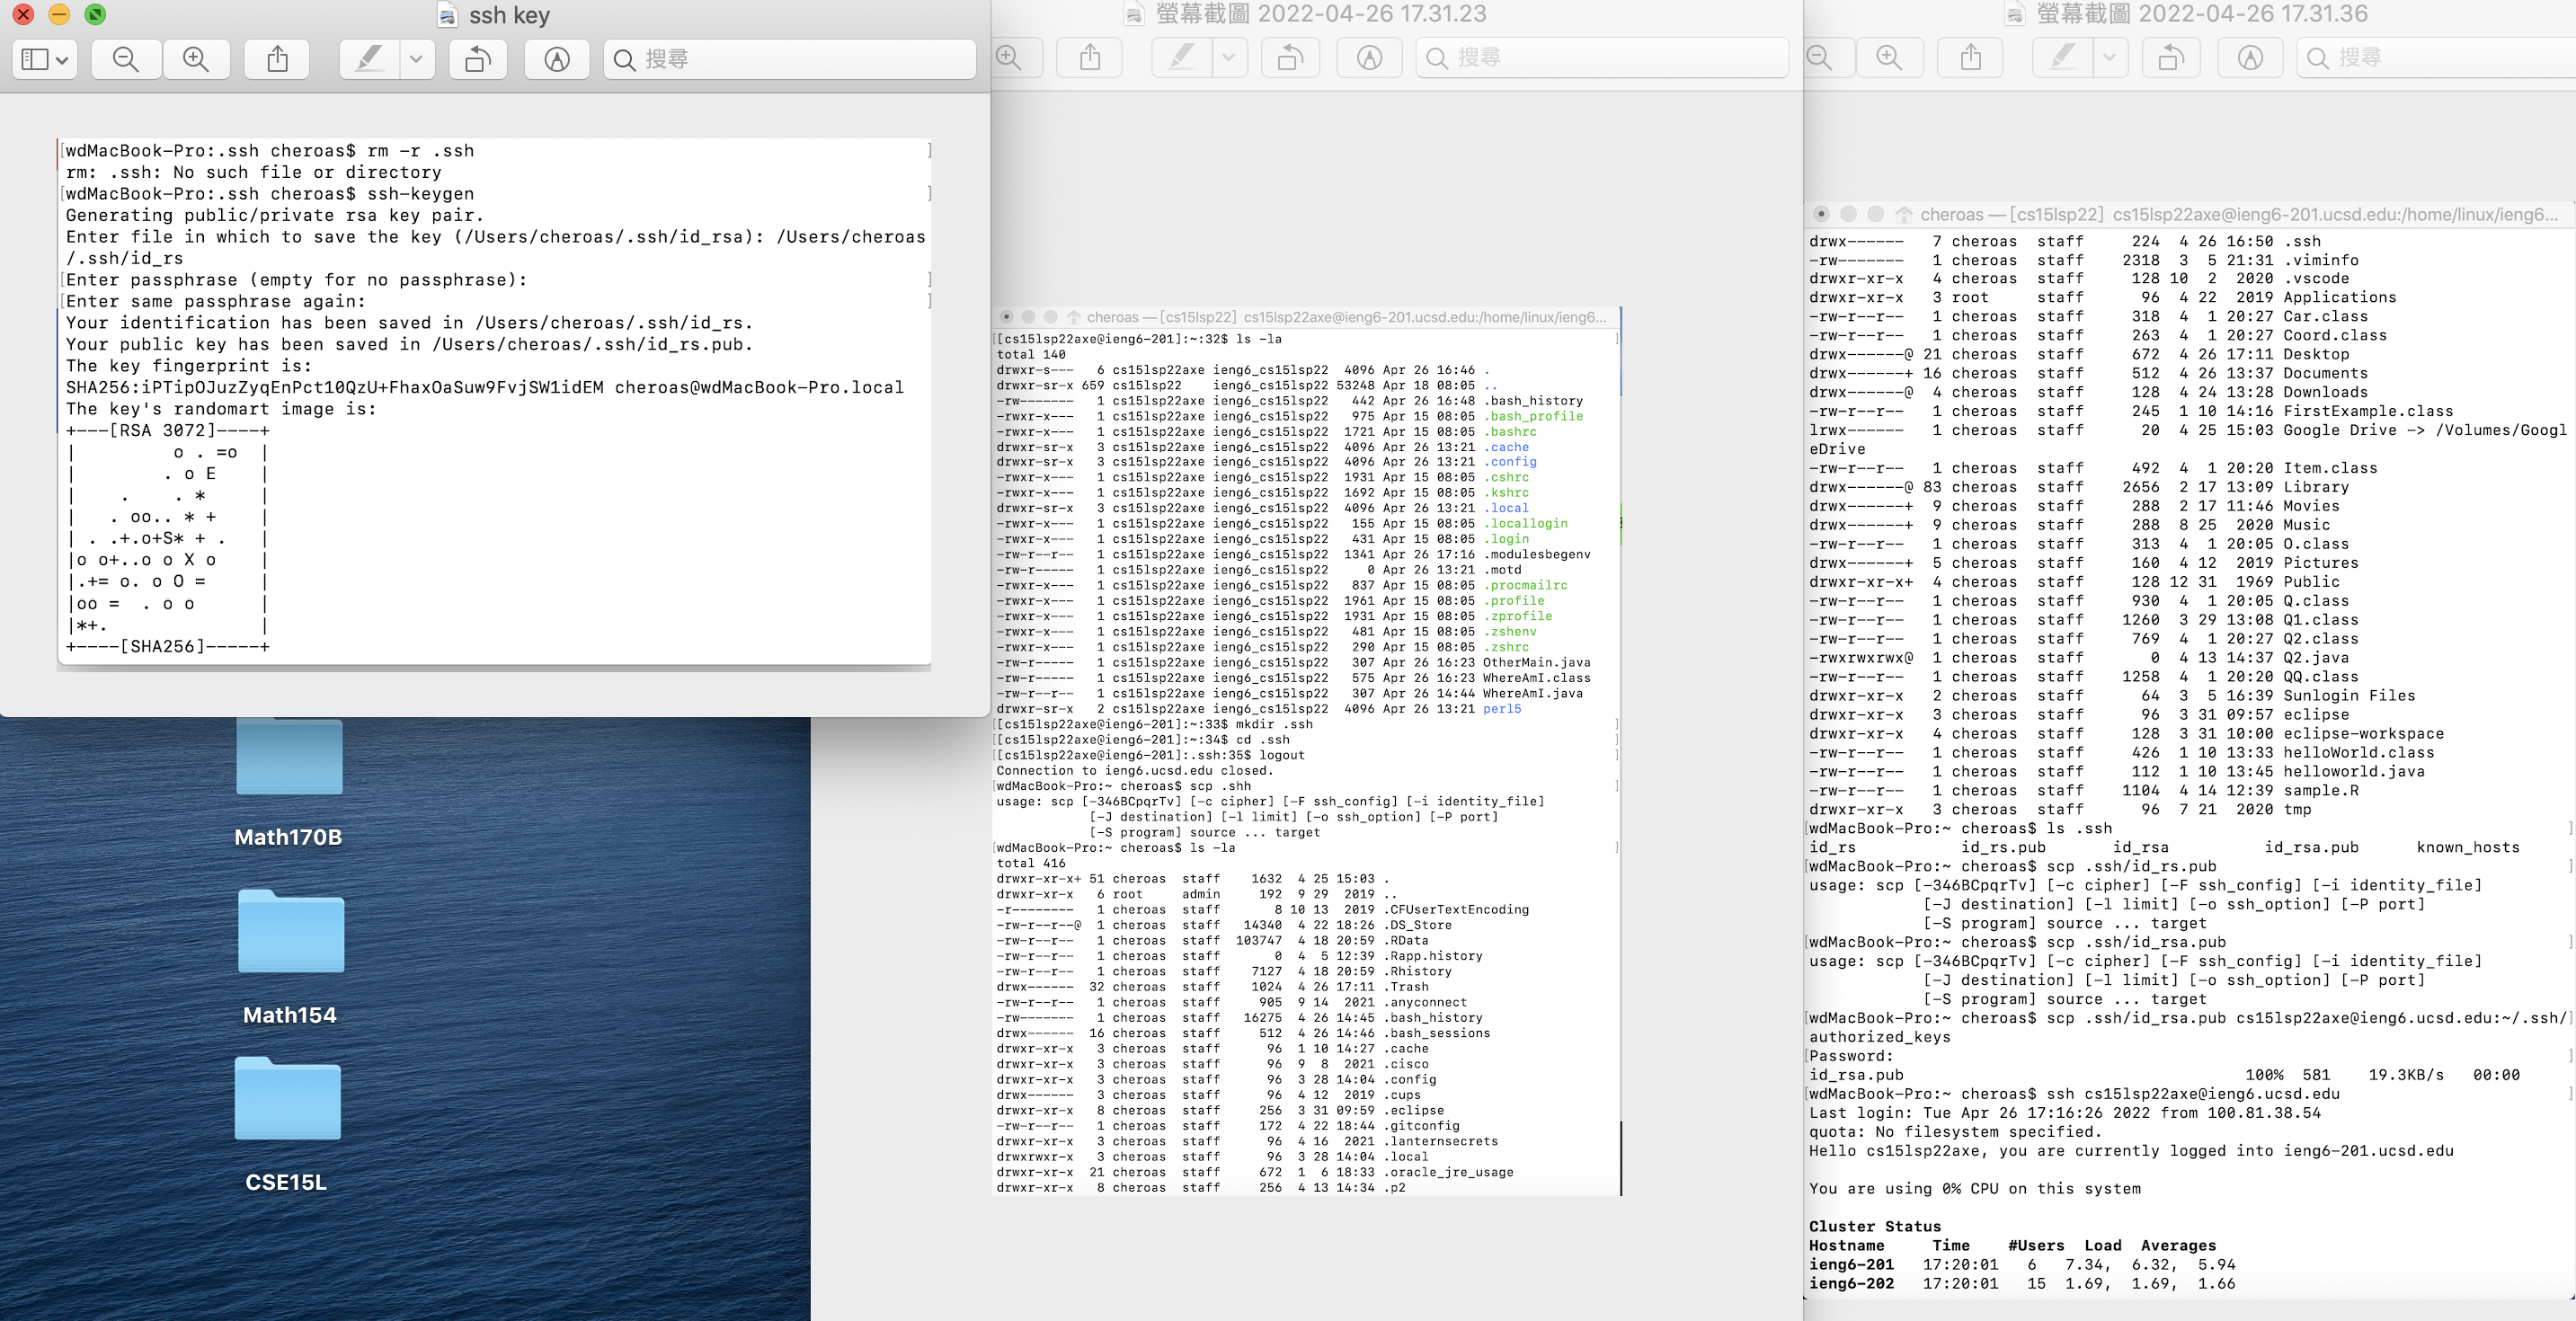 ssh key
搜尋
[wdMacBook-Pro:.ssh cheroas$ rm -r .ssh ]
rm: .ssh: No such file or directory
[wdMacBook-Pro:.ssh cheroas$ ssh-keygen ]
Generating public/private rsa key pair.
Enter file in which to save the key (/Users/cheroas/.ssh/id_rsa): /Users/cheroas
/.ssh/id_rs
[Enter passphrase (empty for no passphrase): ]
[Enter same passphrase again: ]
Your identification has been saved in /Users/cheroas/.ssh/id_rs.
Your public key has been saved in /Users/cheroas/.ssh/id_rs.pub.
The key fingerprint is:
SHA256:iPTipOJuzZyqEnPct10QzU+FhaxOaSuw9FvjSW1idEM cheroas@wdMacBook-Pro.local
The key's randomart image is:
+---[RSA 3072]----+
|           o . =o  |
|          . o E    |
|     .     . *     |
|    . oo.. * +     |
| . .+.o+S* + .    |
|o o+..o o X o     |
|.+= o. o O =      |
|oo =  . o o       |
|*+.               |
+----[SHA256]-----+
Math170B
Math154
CSE15L
螢幕截圖 2022-04-26 17.31.23
搜尋
cheroas — [cs15lsp22] cs15lsp22axe@ieng6-201.ucsd.edu:/home/linux/ieng6...
[[cs15lsp22axe@ieng6-201]:~:32$ ls -la ]
total 140
drwxr-s--- 6 cs15lsp22axe ieng6_cs15lsp22 4096 Apr 26 16:46 .
drwxr-sr-x 659 cs15lsp22 ieng6_cs15lsp22 53248 Apr 18 08:05 ..
-rw------- 1 cs15lsp22axe ieng6_cs15lsp22 442 Apr 26 16:48 .bash_history
-rwxr-x--- 1 cs15lsp22axe ieng6_cs15lsp22 975 Apr 15 08:05 .bash_profile
-rwxr-x--- 1 cs15lsp22axe ieng6_cs15lsp22 1721 Apr 15 08:05 .bashrc
drwxr-sr-x 3 cs15lsp22axe ieng6_cs15lsp22 4096 Apr 26 13:21 .cache
drwxr-sr-x 3 cs15lsp22axe ieng6_cs15lsp22 4096 Apr 26 13:21 .config
-rwxr-x--- 1 cs15lsp22axe ieng6_cs15lsp22 1931 Apr 15 08:05 .cshrc
-rwxr-x--- 1 cs15lsp22axe ieng6_cs15lsp22 1692 Apr 15 08:05 .kshrc
drwxr-sr-x 3 cs15lsp22axe ieng6_cs15lsp22 4096 Apr 26 13:21 .local
-rwxr-x--- 1 cs15lsp22axe ieng6_cs15lsp22 155 Apr 15 08:05 .locallogin
-rwxr-x--- 1 cs15lsp22axe ieng6_cs15lsp22 431 Apr 15 08:05 .login
-rw-r--r-- 1 cs15lsp22axe ieng6_cs15lsp22 1341 Apr 26 17:16 .modulesbegenv
-rw-r----- 1 cs15lsp22axe ieng6_cs15lsp22 0 Apr 26 13:21 .motd
-rwxr-x--- 1 cs15lsp22axe ieng6_cs15lsp22 837 Apr 15 08:05 .procmailrc
-rwxr-x--- 1 cs15lsp22axe ieng6_cs15lsp22 1961 Apr 15 08:05 .profile
-rwxr-x--- 1 cs15lsp22axe ieng6_cs15lsp22 1931 Apr 15 08:05 .zprofile
-rwxr-x--- 1 cs15lsp22axe ieng6_cs15lsp22 481 Apr 15 08:05 .zshenv
-rwxr-x--- 1 cs15lsp22axe ieng6_cs15lsp22 290 Apr 15 08:05 .zshrc
-rw-r----- 1 cs15lsp22axe ieng6_cs15lsp22 307 Apr 26 16:23 OtherMain.java
-rw-r----- 1 cs15lsp22axe ieng6_cs15lsp22 575 Apr 26 16:23 WhereAmI.class
-rw-r--r-- 1 cs15lsp22axe ieng6_cs15lsp22 307 Apr 26 14:44 WhereAmI.java
drwxr-sr-x 2 cs15lsp22axe ieng6_cs15lsp22 4096 Apr 26 13:21 perl5
[[cs15lsp22axe@ieng6-201]:~:33$ mkdir .ssh ]
[[cs15lsp22axe@ieng6-201]:~:34$ cd .ssh ]
[[cs15lsp22axe@ieng6-201]:.ssh:35$ logout ]
Connection to ieng6.ucsd.edu closed.
[wdMacBook-Pro:~ cheroas$ scp .shh ]
usage: scp [-346BCpqrTv] [-c cipher] [-F ssh_config] [-i identity_file]
[-J destination] [-l limit] [-o ssh_option] [-P port]
[-S program] source ... target
[wdMacBook-Pro:~ cheroas$ ls -la ]
total 416
drwxr-xr-x+ 51 cheroas staff 1632 4 25 15:03 .
drwxr-xr-x 6 root admin 192 9 29 2019 ..
-r-------- 1 cheroas staff 8 10 13 2019 .CFUserTextEncoding
-rw-r--r--@ 1 cheroas staff 14340 4 22 18:26 .DS_Store
-rw-r--r-- 1 cheroas staff 103747 4 18 20:59 .RData
-rw-r--r-- 1 cheroas staff 0 4 5 12:39 .Rapp.history
-rw-r--r-- 1 cheroas staff 7127 4 18 20:59 .Rhistory
drwx------ 32 cheroas staff 1024 4 26 17:11 .Trash
-rw-r--r-- 1 cheroas staff 905 9 14 2021 .anyconnect
-rw------- 1 cheroas staff 16275 4 26 14:45 .bash_history
drwx------ 16 cheroas staff 512 4 26 14:46 .bash_sessions
drwxr-xr-x 3 cheroas staff 96 1 10 14:27 .cache
drwxr-xr-x 3 cheroas staff 96 9 8 2021 .cisco
drwxr-xr-x 3 cheroas staff 96 3 28 14:04 .config
drwx------ 3 cheroas staff 96 4 12 2019 .cups
drwxr-xr-x 8 cheroas staff 256 3 31 09:59 .eclipse
-rw-r--r-- 1 cheroas staff 172 4 22 18:44 .gitconfig
drwxr-xr-x 3 cheroas staff 96 4 16 2021 .lanternsecrets
drwxrwxr-x 3 cheroas staff 96 3 28 14:04 .local
drwxr-xr-x 21 cheroas staff 672 1 6 18:33 .oracle_jre_usage
drwxr-xr-x 8 cheroas staff 256 4 13 14:34 .p2
螢幕截圖 2022-04-26 17.31.36
搜尋
cheroas — [cs15lsp22] cs15lsp22axe@ieng6-201.ucsd.edu:/home/linux/ieng6...
drwx------ 7 cheroas staff 224 4 26 16:50 .ssh
-rw------- 1 cheroas staff 2318 3 5 21:31 .viminfo
drwxr-xr-x 4 cheroas staff 128 10 2 2020 .vscode
drwxr-xr-x 3 root staff 96 4 22 2019 Applications
-rw-r--r-- 1 cheroas staff 318 4 1 20:27 Car.class
-rw-r--r-- 1 cheroas staff 263 4 1 20:27 Coord.class
drwx------@ 21 cheroas staff 672 4 26 17:11 Desktop
drwx------+ 16 cheroas staff 512 4 26 13:37 Documents
drwx------@ 4 cheroas staff 128 4 24 13:28 Downloads
-rw-r--r-- 1 cheroas staff 245 1 10 14:16 FirstExample.class
lrwx------ 1 cheroas staff 20 4 25 15:03 Google Drive -> /Volumes/Googl
eDrive
-rw-r--r-- 1 cheroas staff 492 4 1 20:20 Item.class
drwx------@ 83 cheroas staff 2656 2 17 13:09 Library
drwx------+ 9 cheroas staff 288 2 17 11:46 Movies
drwx------+ 9 cheroas staff 288 8 25 2020 Music
-rw-r--r-- 1 cheroas staff 313 4 1 20:05 O.class
drwx------+ 5 cheroas staff 160 4 12 2019 Pictures
drwxr-xr-x+ 4 cheroas staff 128 12 31 1969 Public
-rw-r--r-- 1 cheroas staff 930 4 1 20:05 Q.class
-rw-r--r-- 1 cheroas staff 1260 3 29 13:08 Q1.class
-rw-r--r-- 1 cheroas staff 769 4 1 20:27 Q2.class
-rwxrwxrwx@ 1 cheroas staff 0 4 13 14:37 Q2.java
-rw-r--r-- 1 cheroas staff 1258 4 1 20:20 QQ.class
drwxr-xr-x 2 cheroas staff 64 3 5 16:39 Sunlogin Files
drwxr-xr-x 3 cheroas staff 96 3 31 09:57 eclipse
drwxr-xr-x 4 cheroas staff 128 3 31 10:00 eclipse-workspace
-rw-r--r-- 1 cheroas staff 426 1 10 13:33 helloWorld.class
-rw-r--r-- 1 cheroas staff 112 1 10 13:45 helloworld.java
-rw-r--r-- 1 cheroas staff 1104 4 14 12:39 sample.R
drwxr-xr-x 3 cheroas staff 96 7 21 2020 tmp
[wdMacBook-Pro:~ cheroas$ ls .ssh ]
id_rs id_rs.pub id_rsa id_rsa.pub known_hosts
[wdMacBook-Pro:~ cheroas$ scp .ssh/id_rs.pub ]
usage: scp [-346BCpqrTv] [-c cipher] [-F ssh_config] [-i identity_file]
[-J destination] [-l limit] [-o ssh_option] [-P port]
[-S program] source ... target
[wdMacBook-Pro:~ cheroas$ scp .ssh/id_rsa.pub ]
usage: scp [-346BCpqrTv] [-c cipher] [-F ssh_config] [-i identity_file]
[-J destination] [-l limit] [-o ssh_option] [-P port]
[-S program] source ... target
[wdMacBook-Pro:~ cheroas$ scp .ssh/id_rsa.pub cs15lsp22axe@ieng6.ucsd.edu:~/.ssh/]
authorized_keys
[Password: ]
id_rsa.pub 100% 581 19.3KB/s 00:00
[wdMacBook-Pro:~ cheroas$ ssh cs15lsp22axe@ieng6.ucsd.edu ]
Last login: Tue Apr 26 17:16:26 2022 from 100.81.38.54
quota: No filesystem specified.
Hello cs15lsp22axe, you are currently logged into ieng6-201.ucsd.edu
You are using 0% CPU on this system
Cluster Status
Hostname Time #Users Load Averages
ieng6-201 17:20:01 6 7.34, 6.32, 5.94
ieng6-202 17:20:01 15 1.69, 1.69, 1.66